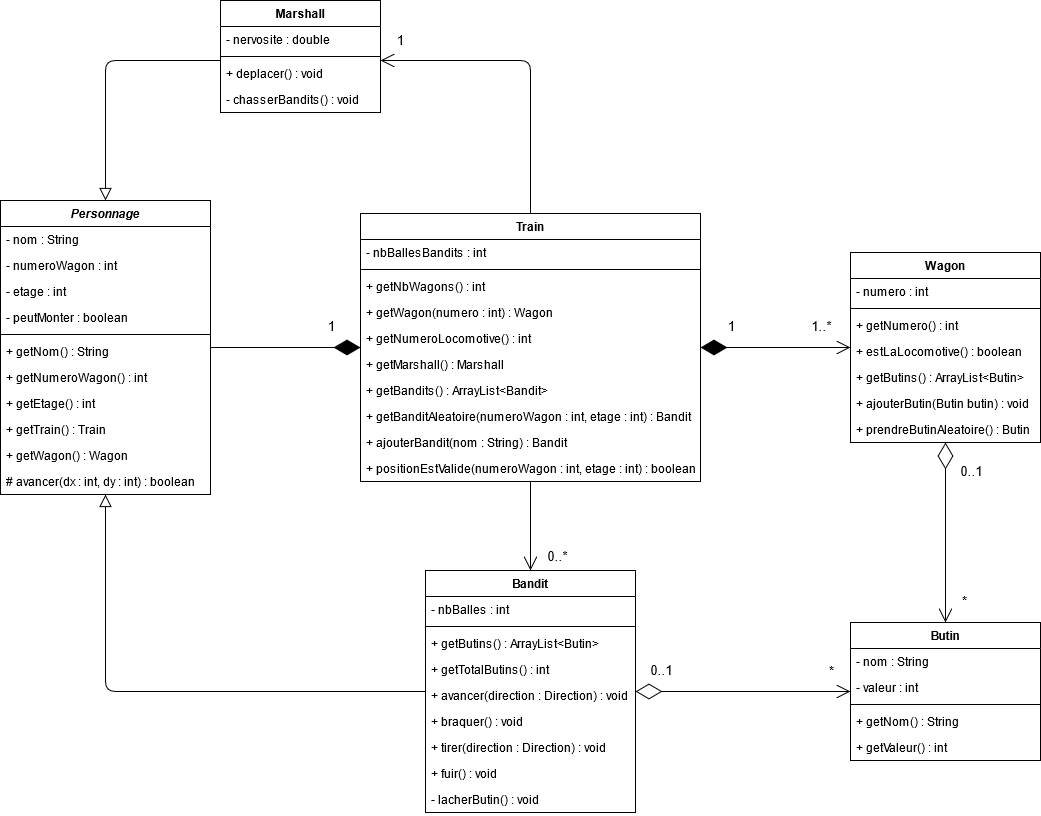 Marshall
- nervosite : double
+ deplacer() : void
- chasserBandits() : void
1
Personnage
- nom : String
- numeroWagon : int
- etage : int
- peutMonter : boolean
+ getNom() : String
+ getNumeroWagon() : int
+ getEtage() : int
+ getTrain() : Train
+ getWagon() : Wagon
# avancer(dx : int, dy : int) : boolean
1
Train
- nbBallesBandits : int
+ getNbWagons() : int
+ getWagon(numero : int) : Wagon
+ getNumeroLocomotive() : int
+ getMarshall() : Marshall
+ getBandits() : ArrayList<Bandit>
+ getBanditAleatoire(numeroWagon : int, etage : int) : Bandit
+ ajouterBandit(nom : String) : Bandit
+ positionEstValide(numeroWagon : int, etage : int) : boolean
1
1..*
Wagon
- numero : int
+ getNumero() : int
+ estLaLocomotive() : boolean
+ getButins() : ArrayList<Butin>
+ ajouterButin(Butin butin) : void
+ prendreButinAleatoire() : Butin
0..1
*
0..*
Bandit
- nbBalles : int
+ getButins() : ArrayList<Butin>
+ getTotalButins() : int
+ avancer(direction : Direction) : void
+ braquer() : void
+ tirer(direction : Direction) : void
+ fuir() : void
- lacherButin() : void
0..1
*
Butin
- nom : String
- valeur : int
+ getNom() : String
+ getValeur() : int